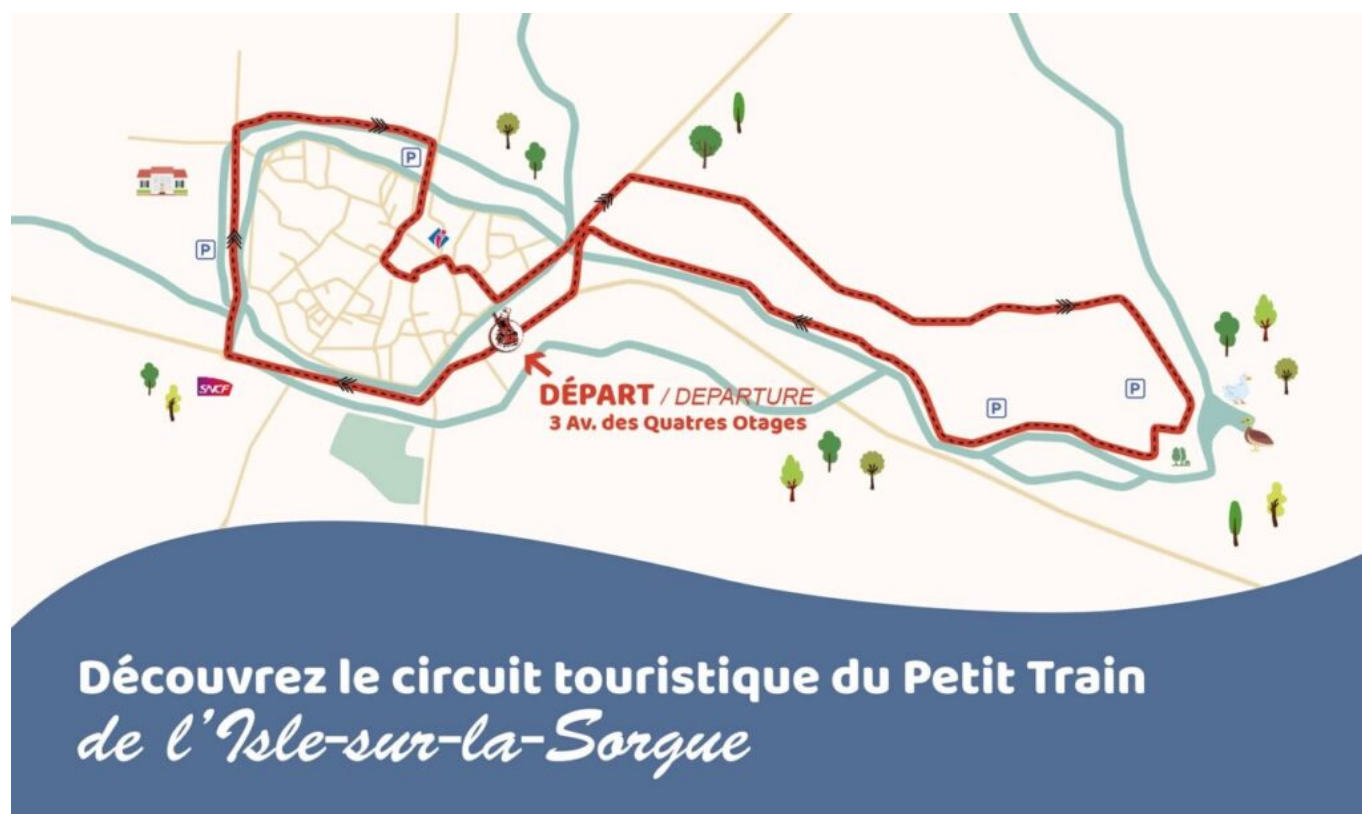 P
P
SNCF
DÉPART / DEPARTURE
3 Av. des Quatres Otages
P
P
Découvrez le circuit touristique du Petit Train
de l'Isle-sur-la-Sorgue